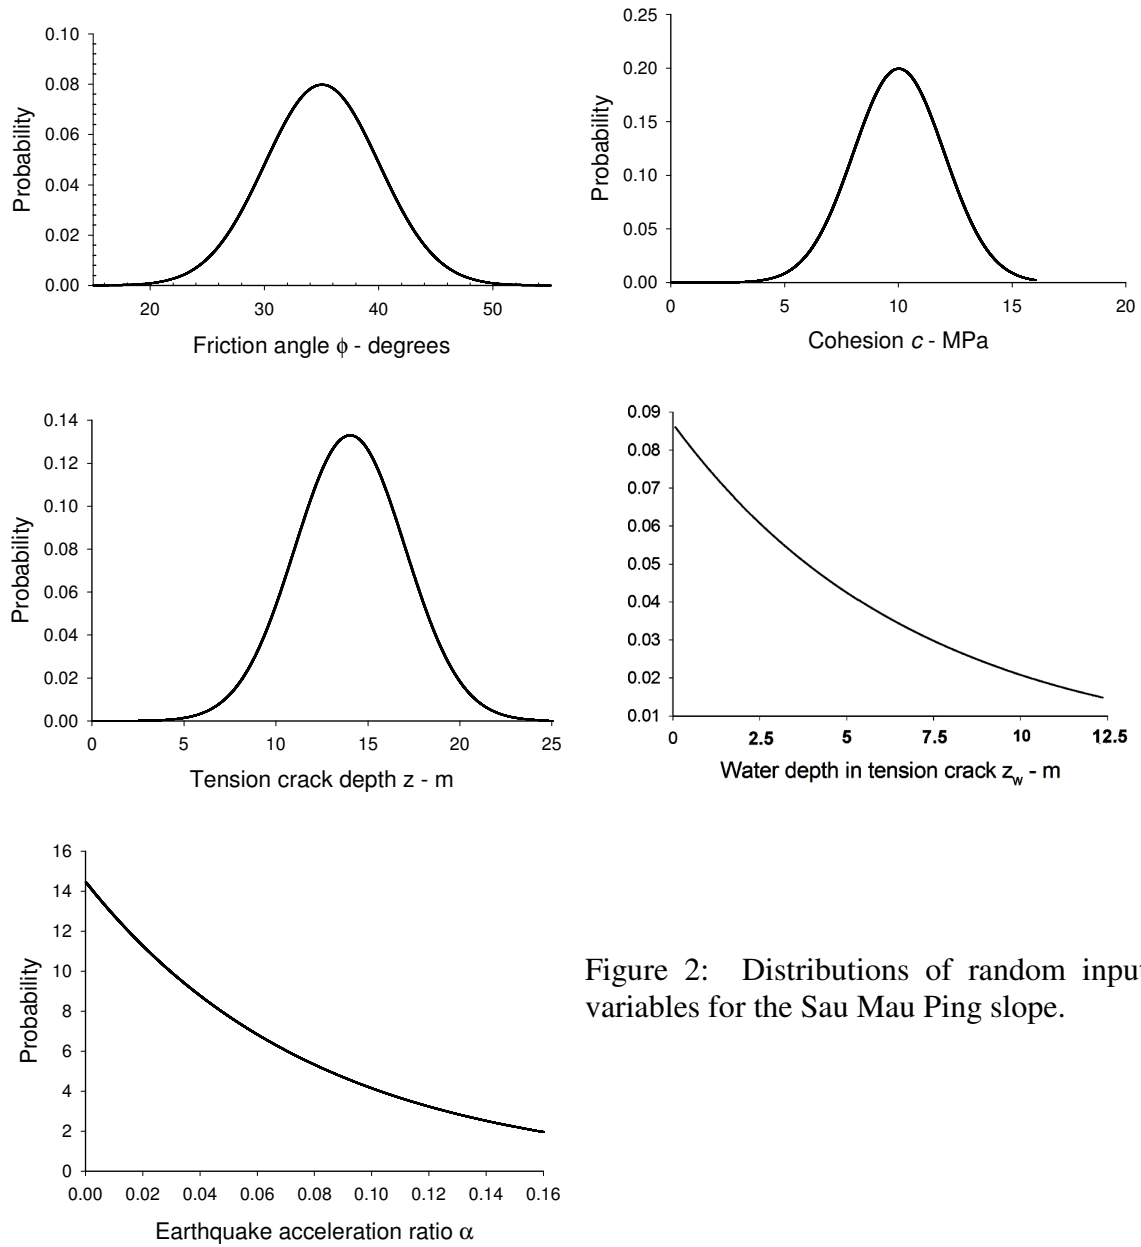 0.10
0.08
0.06
0.04
0.02
0.00
Probability
20 30 40 50
Friction angle ϕ - degrees
0.25
0.20
0.15
0.10
0.05
0.00
Probability
0 5 10 15 20
Cohesion c - MPa
0.14
0.12
0.10
0.08
0.06
0.04
0.02
0.00
Probability
0 5 10 15 20 25
Tension crack depth z - m
0.09
0.08
0.07
0.06
0.05
0.04
0.03
0.02
0.01
0 2.5 5 7.5 10 12.5
Water depth in tension crack z_w - m
16
14
12
10
8
6
4
2
0
Probability
0.00 0.02 0.04 0.06 0.08 0.10 0.12 0.14 0.16
Earthquake acceleration ratio α
Figure 2: Distributions of random input
variables for the Sau Mau Ping slope.